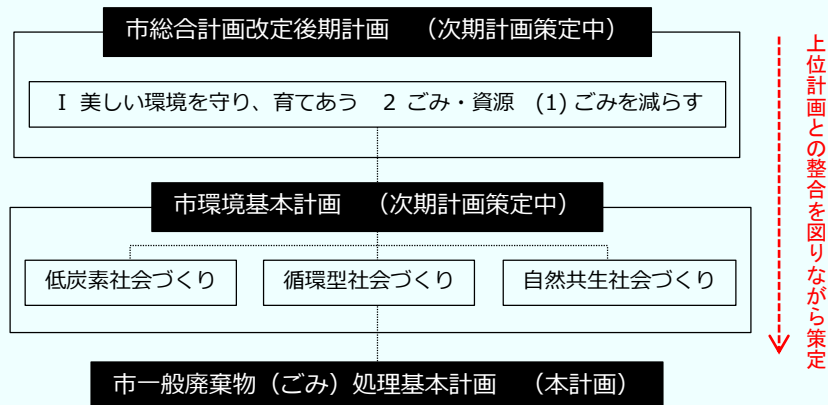 市総合計画改定後期計画　（次期計画策定中）
Ⅰ 美しい環境を守り、育てあう　２ ごみ・資源　(1) ごみを減らす
市環境基本計画　（次期計画策定中）
低炭素社会づくり
循環型社会づくり
自然共生社会づくり
市一般廃棄物（ごみ）処理基本計画　（本計画）
上位計画との整合を図りながら策定